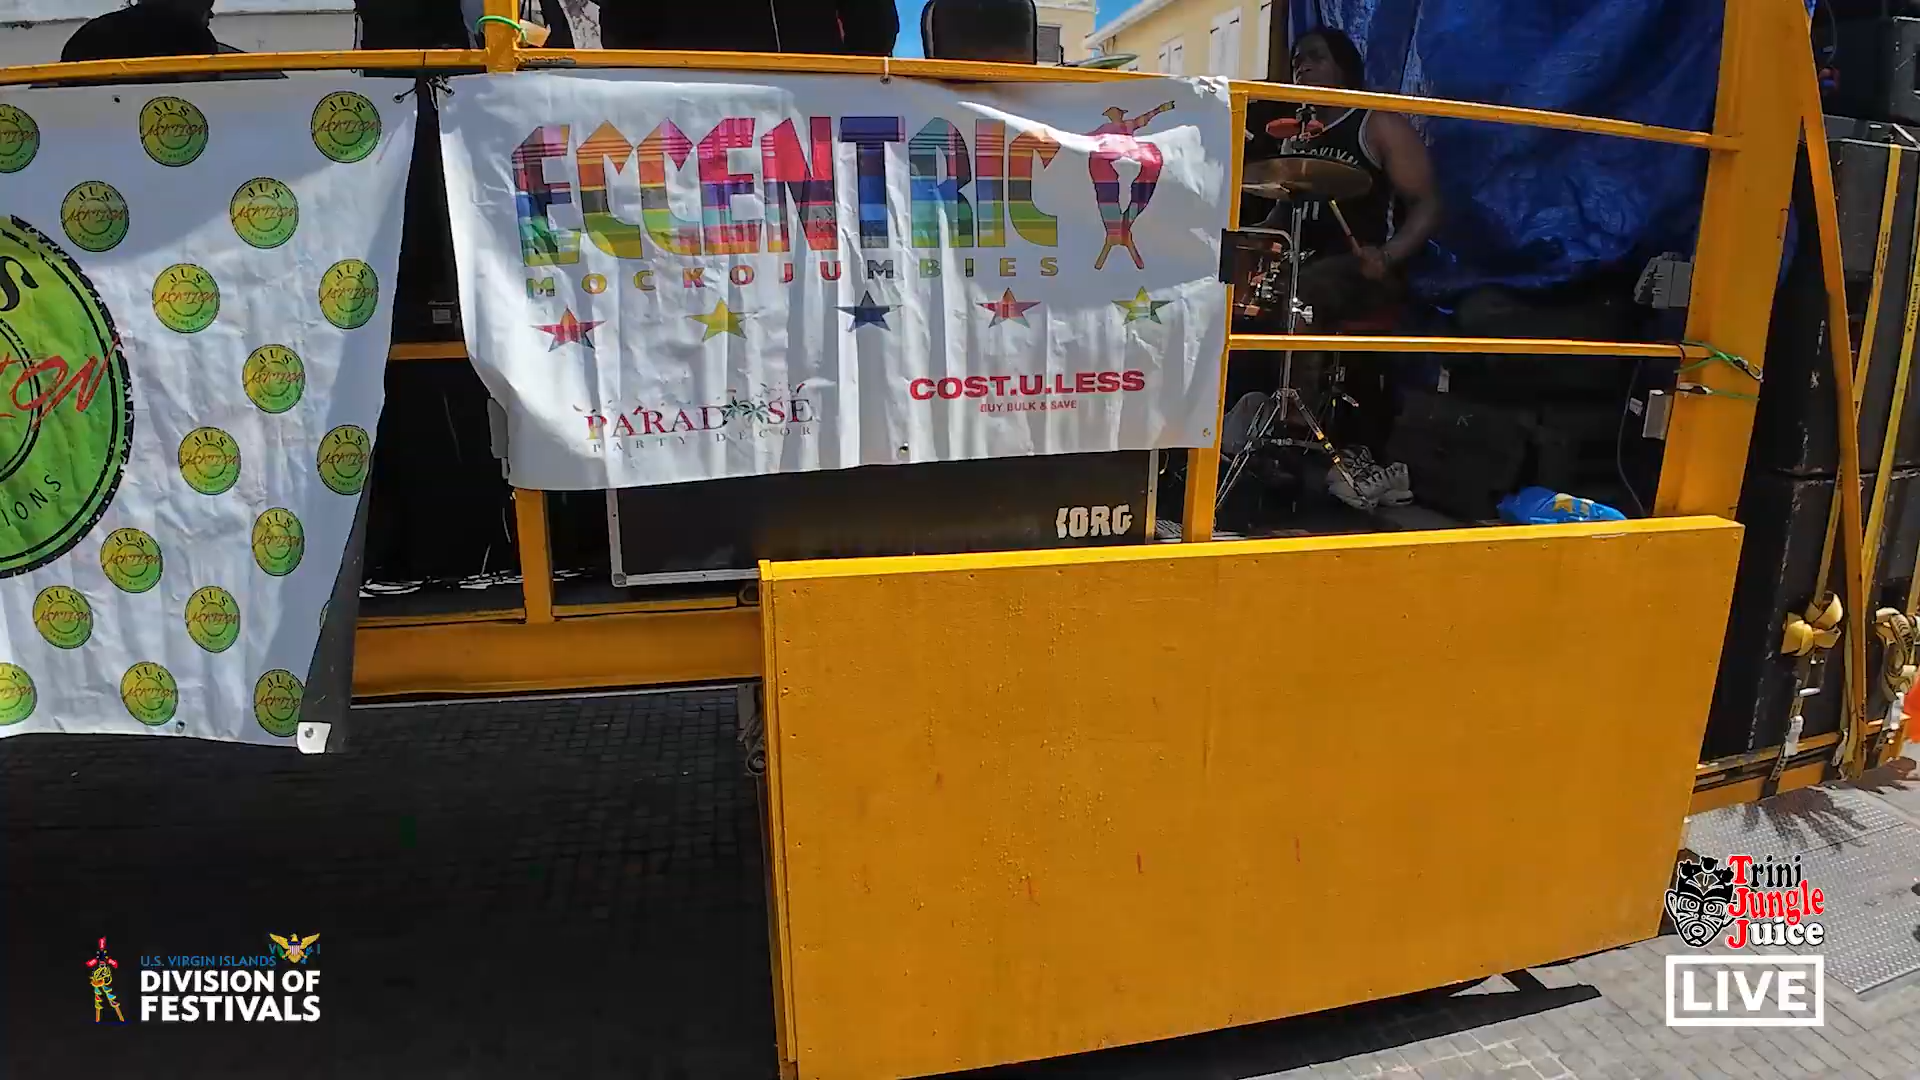 ECCENTRIC
MOCKOJUMBIES
PARADISE
PARTY DECOR
COST.U.LESS
BUY BULK & SAVE
KORG
JUS
U.S. VIRGIN ISLANDS
DIVISION OF
FESTIVALS
Trini
Jungle
Juice
LIVE